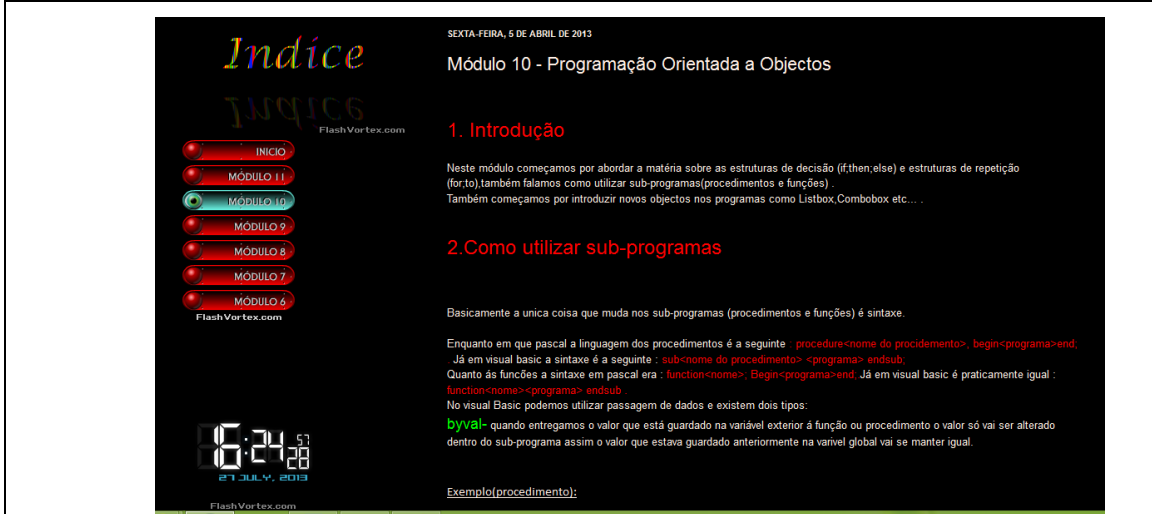 Indice
FlashVortex.com
INICIO
MÓDULO 11
MÓDULO 10
MÓDULO 9
MÓDULO 8
MÓDULO 7
MÓDULO 6
FlashVortex.com
16:24 57
28
27 JULY, 2013
FlashVortex.com
SEXTA-FEIRA, 5 DE ABRIL DE 2013
Módulo 10 - Programação Orientada a Objectos
1. Introdução
Neste módulo começamos por abordar a matéria sobre as estruturas de decisão (if;then;else) e estruturas de repetição
(for;to),também falamos como utilizar sub-programas(procedimentos e funções) .
Também começamos por introduzir novos objectos nos programas como Listbox,Combobox etc... .
2.Como utilizar sub-programas
Basicamente a unica coisa que muda nos sub-programas (procedimentos e funções) é sintaxe.
Enquanto em que pascal a linguagem dos procedimentos é a seguinte : procedure<nome do procidemento>; begin<programa>end;
. Já em visual basic a sintaxe é a seguinte : sub<nome do procedimento> <programa> endsub;
Quanto ás funcões a sintaxe em pascal era : function<nome>; Begin<programa>end; Já em visual basic é praticamente igual :
function<nome><programa> endsub .
No visual Basic podemos utilizar passagem de dados e existem dois tipos:
byval- quando entregamos o valor que está guardado na variável exterior á função ou procedimento o valor só vai ser alterado
dentro do sub-programa assim o valor que estava guardado anteriormente na varivel global vai se manter igual.
Exemplo(procedimento):